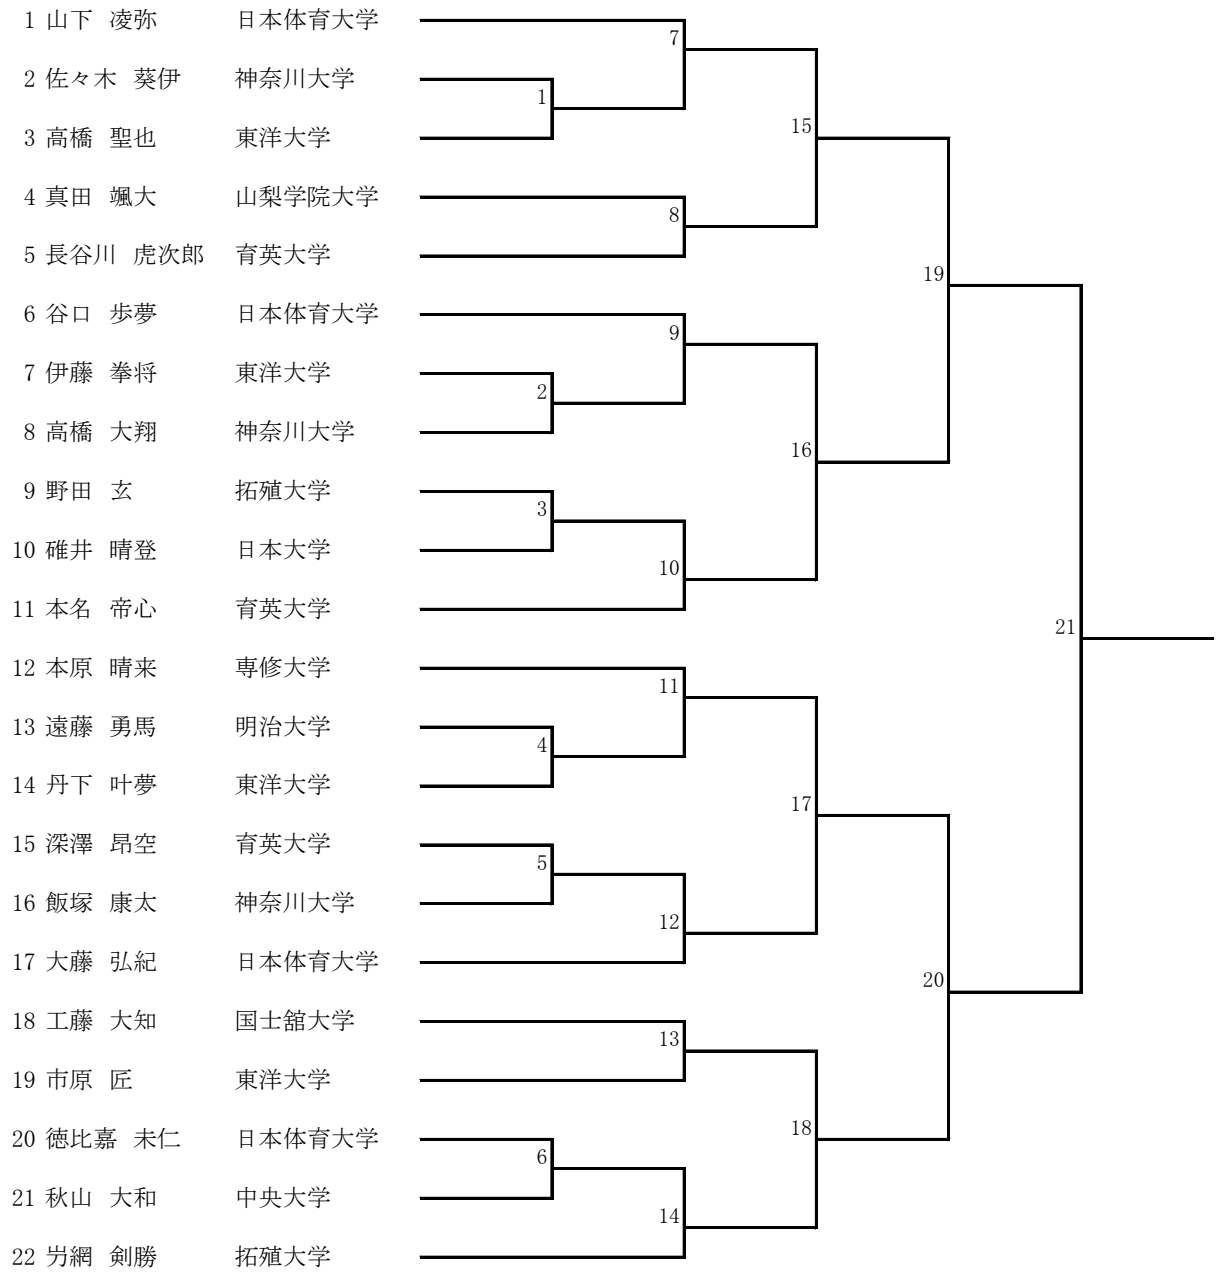 1 山下 凌弥 日本体育大学
7
2 佐々木 葵伊 神奈川大学
1
3 高橋 聖也 東洋大学
15
4 真田 颯大 山梨学院大学
8
5 長谷川 虎次郎 育英大学
19
6 谷口 歩夢 日本体育大学
9
7 伊藤 拳将 東洋大学
2
8 高橋 大翔 神奈川大学
16
9 野田 玄 拓殖大学
3
10 碓井 晴登 日本大学
10
11 本名 帝心 育英大学
21
12 本原 晴来 専修大学
11
13 遠藤 勇馬 明治大学
4
14 丹下 叶夢 東洋大学
17
15 深澤 昂空 育英大学
5
16 飯塚 康太 神奈川大学
12
17 大藤 弘紀 日本体育大学
20
18 工藤 大知 国士舘大学
13
19 市原 匠 東洋大学
18
20 徳比嘉 未仁 日本体育大学
6
21 秋山 大和 中央大学
14
22 屶網 剣勝 拓殖大学